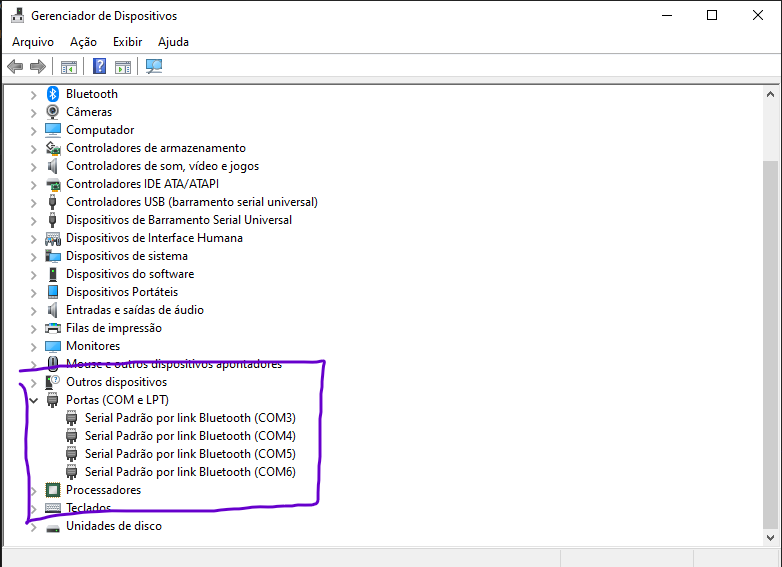 Gerenciador de Dispositivos
Arquivo Ação Exibir Ajuda
Bluetooth
Câmeras
Computador
Controladores de armazenamento
Controladores de som, vídeo e jogos
Controladores IDE ATA/ATAPI
Controladores USB (barramento serial universal)
Dispositivos de Barramento Serial Universal
Dispositivos de Interface Humana
Dispositivos de sistema
Dispositivos do software
Dispositivos Portáteis
Entradas e saídas de áudio
Filas de impressão
Monitores
Mouse e outros dispositivos apontadores
Outros dispositivos
Portas (COM e LPT)
Serial Padrão por link Bluetooth (COM3)
Serial Padrão por link Bluetooth (COM4)
Serial Padrão por link Bluetooth (COM5)
Serial Padrão por link Bluetooth (COM6)
Processadores
Teclados
Unidades de disco